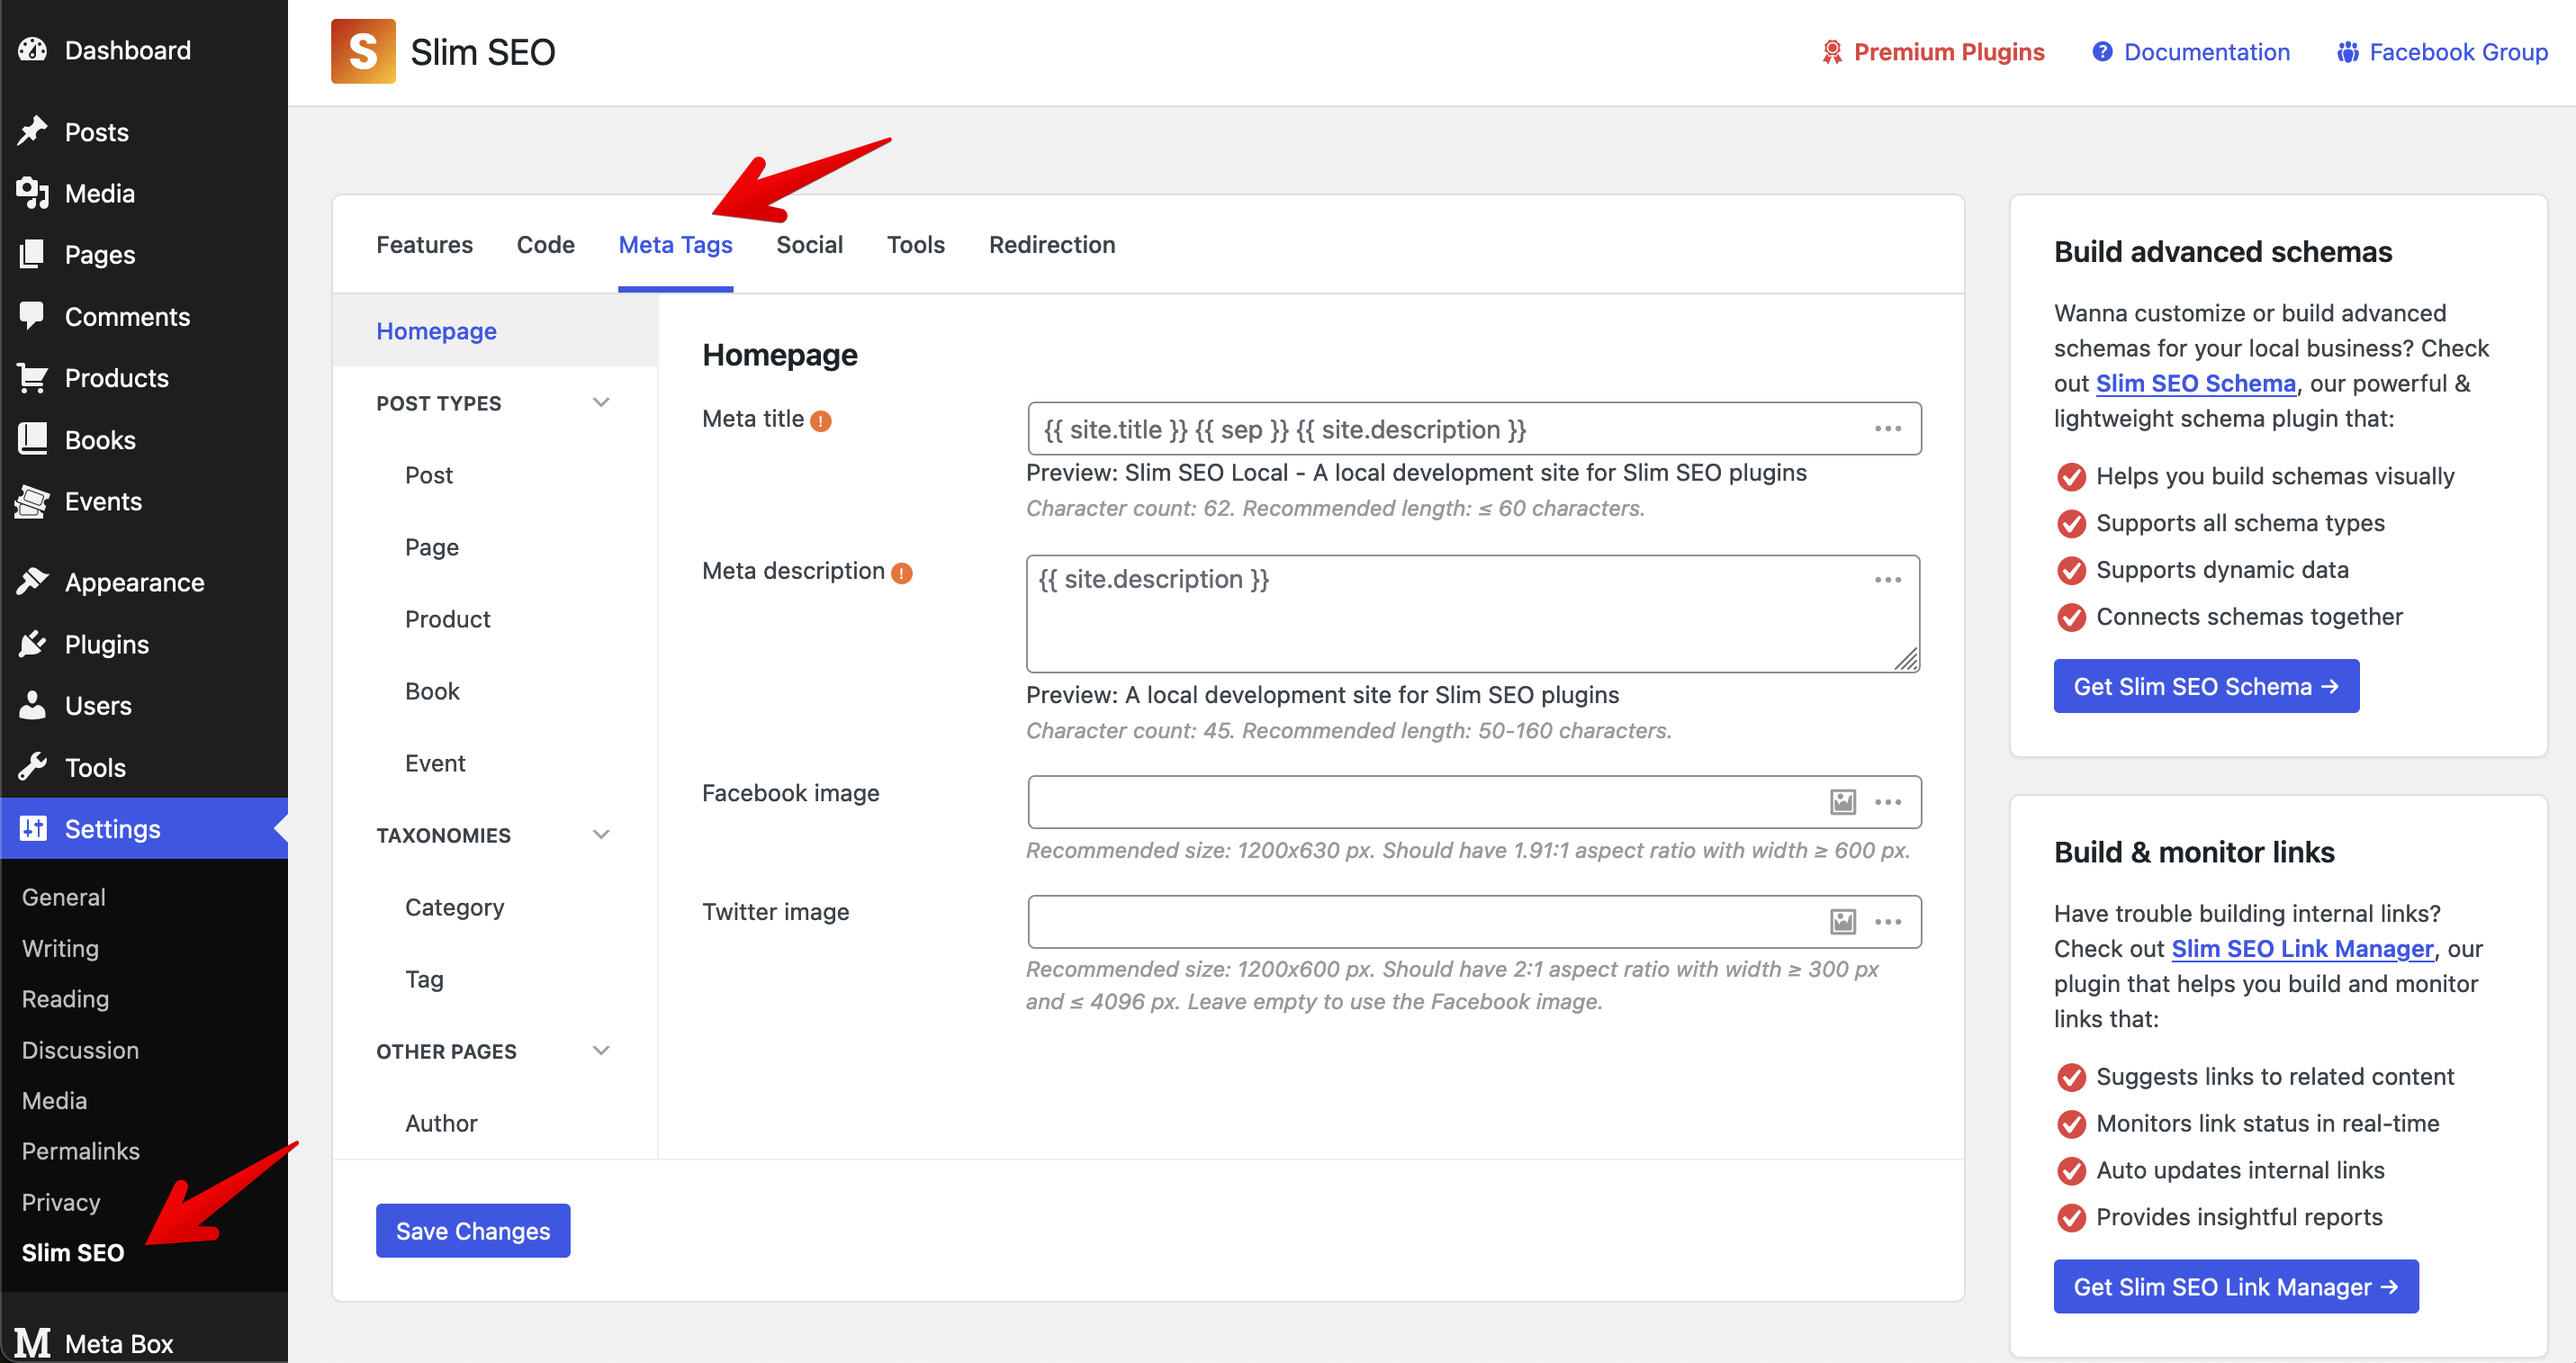 Dashboard
Posts
Media
Pages
Comments
Products
Books
Events
Appearance
Plugins
Users
Tools
Settings
General
Writing
Reading
Discussion
Media
Permalinks
Privacy
Slim SEO
M Meta Box
S Slim SEO
Premium Plugins
Documentation
Facebook Group
Features Code Meta Tags Social Tools Redirection
Homepage
POST TYPES
Post
Page
Product
Book
Event
TAXONOMIES
Category
Tag
OTHER PAGES
Author
Homepage
Meta title
{{ site.title }} {{ sep }} {{ site.description }}
Preview: Slim SEO Local - A local development site for Slim SEO plugins
Character count: 62. Recommended length: ≤ 60 characters.
Meta description
{{ site.description }}
Preview: A local development site for Slim SEO plugins
Character count: 45. Recommended length: 50-160 characters.
Facebook image
Recommended size: 1200x630 px. Should have 1.91:1 aspect ratio with width ≥ 600 px.
Twitter image
Recommended size: 1200x600 px. Should have 2:1 aspect ratio with width ≥ 300 px
and ≤ 4096 px. Leave empty to use the Facebook image.
Save Changes
Build advanced schemas
Wanna customize or build advanced
schemas for your local business? Check
out Slim SEO Schema, our powerful &
lightweight schema plugin that:
Helps you build schemas visually
Supports all schema types
Supports dynamic data
Connects schemas together
Get Slim SEO Schema →
Build & monitor links
Have trouble building internal links?
Check out Slim SEO Link Manager, our
plugin that helps you build and monitor
links that:
Suggests links to related content
Monitors link status in real-time
Auto updates internal links
Provides insightful reports
Get Slim SEO Link Manager →